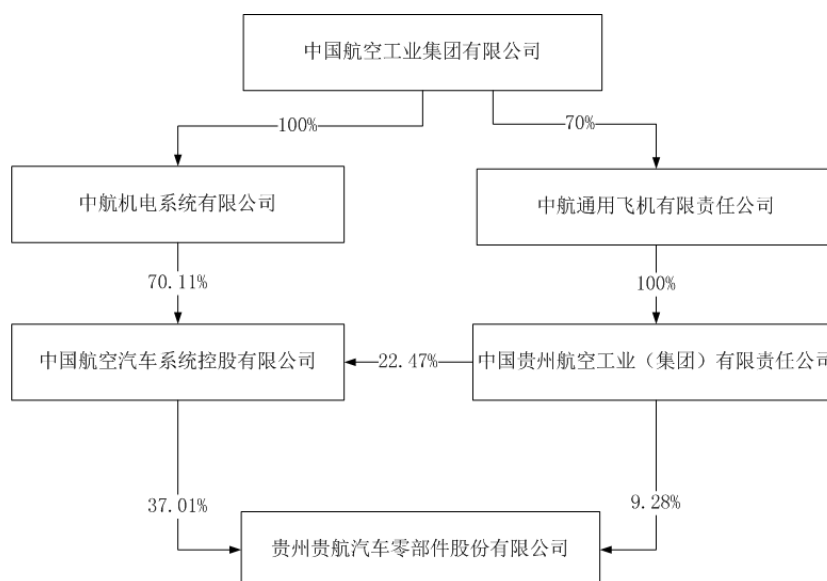 中国航空工业集团有限公司
100%
70%
中航机电系统有限公司
中航通用飞机有限责任公司
70.11%
100%
中国航空汽车系统控股有限公司
22.47%
中国贵州航空工业（集团）有限责任公司
37.01%
9.28%
贵州贵航汽车零部件股份有限公司